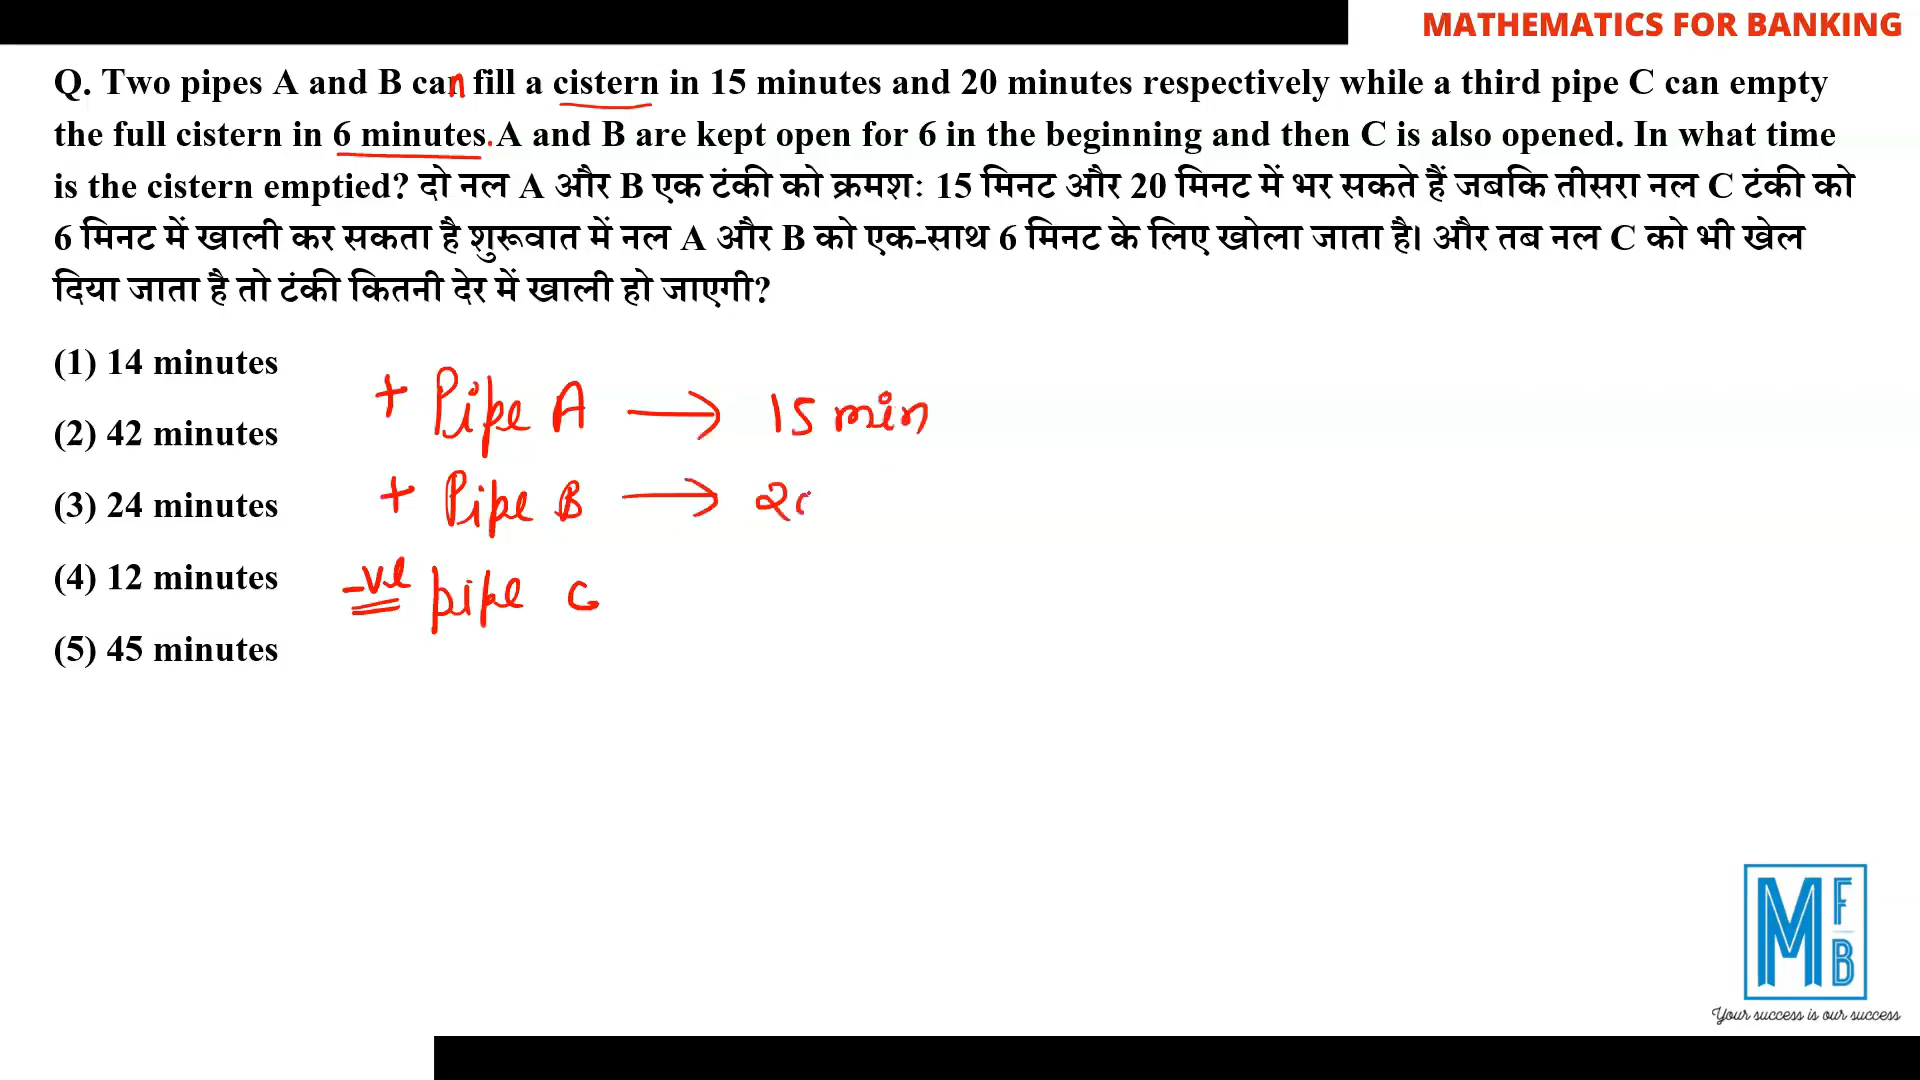 MATHEMATICS FOR BANKING
Q. Two pipes A and B can fill a cistern in 15 minutes and 20 minutes respectively while a third pipe C can empty
the full cistern in 6 minutes.A and B are kept open for 6 in the beginning and then C is also opened. In what time
is the cistern emptied? दो नल A और B एक टंकी को क्रमशः 15 मिनट और 20 मिनट में भर सकते हैं जबकि तीसरा नल C टंकी को
6 मिनट में खाली कर सकता है शुरूवात में नल A और B को एक-साथ 6 मिनट के लिए खोला जाता है। और तब नल C को भी खेल
दिया जाता है तो टंकी कितनी देर में खाली हो जाएगी?
(1) 14 minutes
+ Pipe A → 15 min
(2) 42 minutes
+ Pipe B → 20
(3) 24 minutes
(4) 12 minutes
-ve pipe C
(5) 45 minutes
MFB
Your success is our success